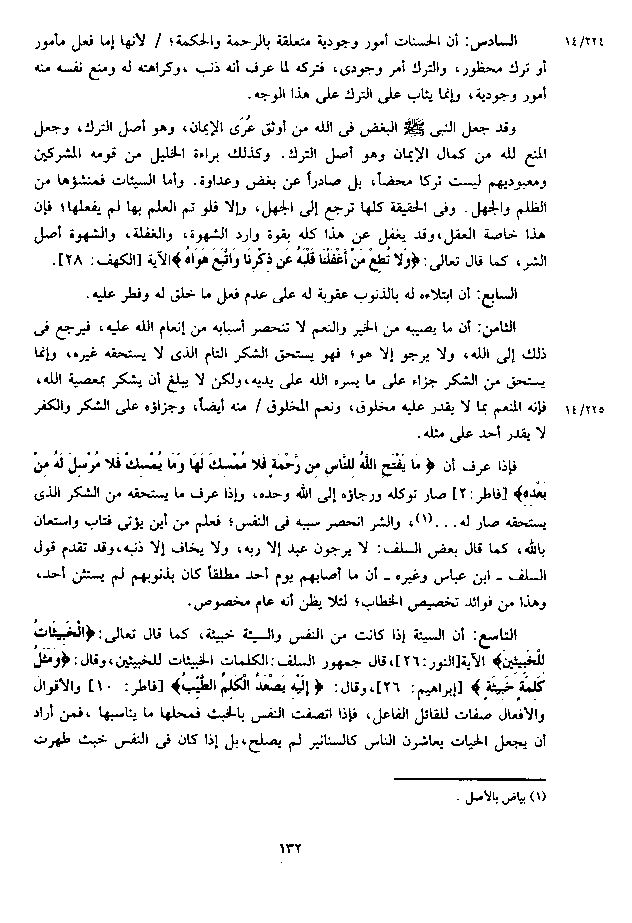 ١٤/٢٢٤ السادس: أن الحسنات أمور وجودية متعلقة بالرحمة والحكمة؛ / لأنها إما فعل مأمور
أو ترك محظور، والترك أمر وجودى، فتركه لما عرف أنه ذنب ،وكراهته له ومنع نفسه منه
أمور وجودية، وإنما يثاب على الترك على هذا الوجه.
وقد جعل النبى ﷺ البغض فى الله من أوثق عُرَى الإيمان، وهو أصل الترك، وجعل
المنع لله من كمال الإيمان وهو أصل الترك. وكذلك براءة الخليل من قومه المشركين
ومعبوديهم ليست تركا محضاً، بل صادراً عن بغض وعداوة. وأما السيئات فمنشؤها من
الظلم والجهل. وفى الحقيقة كلها ترجع إلى الجهل، وإلا فلو تم العلم بها لم يفعلها؛ فإن
هذا خاصة العقل،وقد يغفل عن هذا كله بقوة وارد الشهوة، والغفلة، والشهوة أصل
الشر، كما قال تعالى: ﴿وَلا تُطِعْ مَنْ أَغْفَلْنَا قَلْبَهُ عَن ذِكْرِنَا وَاتَّبَعَ هَوَاهُ﴾الآية [الكهف: ٢٨].
السابع: أن ابتلاءه له بالذنوب عقوبة له على عدم فعل ما خلق له وفطر عليه.
الثامن: أن ما يصيبه من الخير والنعم لا تنحصر أسبابه من إنعام الله عليه، فيرجع فى
ذلك إلى الله، ولا يرجو إلا هو؛ فهو يستحق الشكر التام الذى لا يستحقه غيره، وإنما
يستحق من الشكر جزاء على ما يسره الله على يديه،ولكن لا يبلغ أن يشكر بمعصية الله،
١٤/٢٢٥ فإنه المنعم بما لا يقدر عليه مخلوق، ونعم المخلوق / منه أيضاً، وجزاؤه على الشكر والكفر
لا يقدر أحد على مثله.
فإذا عرف أن ﴿ مَا يَفْتَحِ اللَّهُ لِلنَّاسِ مِن رَّحْمَةٍ فَلا مُمْسِكَ لَهَا وَمَا يُمْسِكْ فَلا مُرْسِلَ لَهُ مِنْ
بَعْدِهِ﴾ [فاطر:٢] صار توكله ورجاؤه إلى الله وحده، وإذا عرف ما يستحقه من الشكر الذى
يستحقه صار له...(١)، والشر انحصر سببه فى النفس؛ فعلم من أين يؤتى فتاب واستعان
بالله، كما قال بعض السلف: لا يرجون عبد إلا ربه، ولا يخاف إلا ذنبه،وقد تقدم قول
السلف ـ ابن عباس وغيره ـ أن ما أصابهم يوم أحد مطلقاً كان بذنوبهم لم يستثن أحد،
وهذا من فوائد تخصيص الخطاب؛ لئلا يظن أنه عام مخصوص.
التاسع: أن السيئة إذا كانت من النفس والسيئة خبيثة، كما قال تعالى: ﴿الْخَبِيثَاتُ
لِلْخَبِيثِينَ﴾ الآية[النور:٢٦]،قال جمهور السلف:الكلمات الخبيثات للخبيثين،وقال: ﴿وَمَثَلُ
كَلِمَةٍ خَبِيثَةٍ ﴾ [إبراهيم: ٢٦]،وقال: ﴿ إِلَيْهِ يَصْعَدُ الْكَلِمُ الطَّيِّبُ﴾ [فاطر: ١٠] والأقوال
والأفعال صفات للقائل الفاعل، فإذا اتصفت النفس بالخبث فمحلها ما يناسبها ،فمن أراد
أن يجعل الحيات يعاشرن الناس كالسنانير لم يصلح،بل إذا كان فى النفس خبث طهرت
(١) بياض بالأصل .
١٣٢